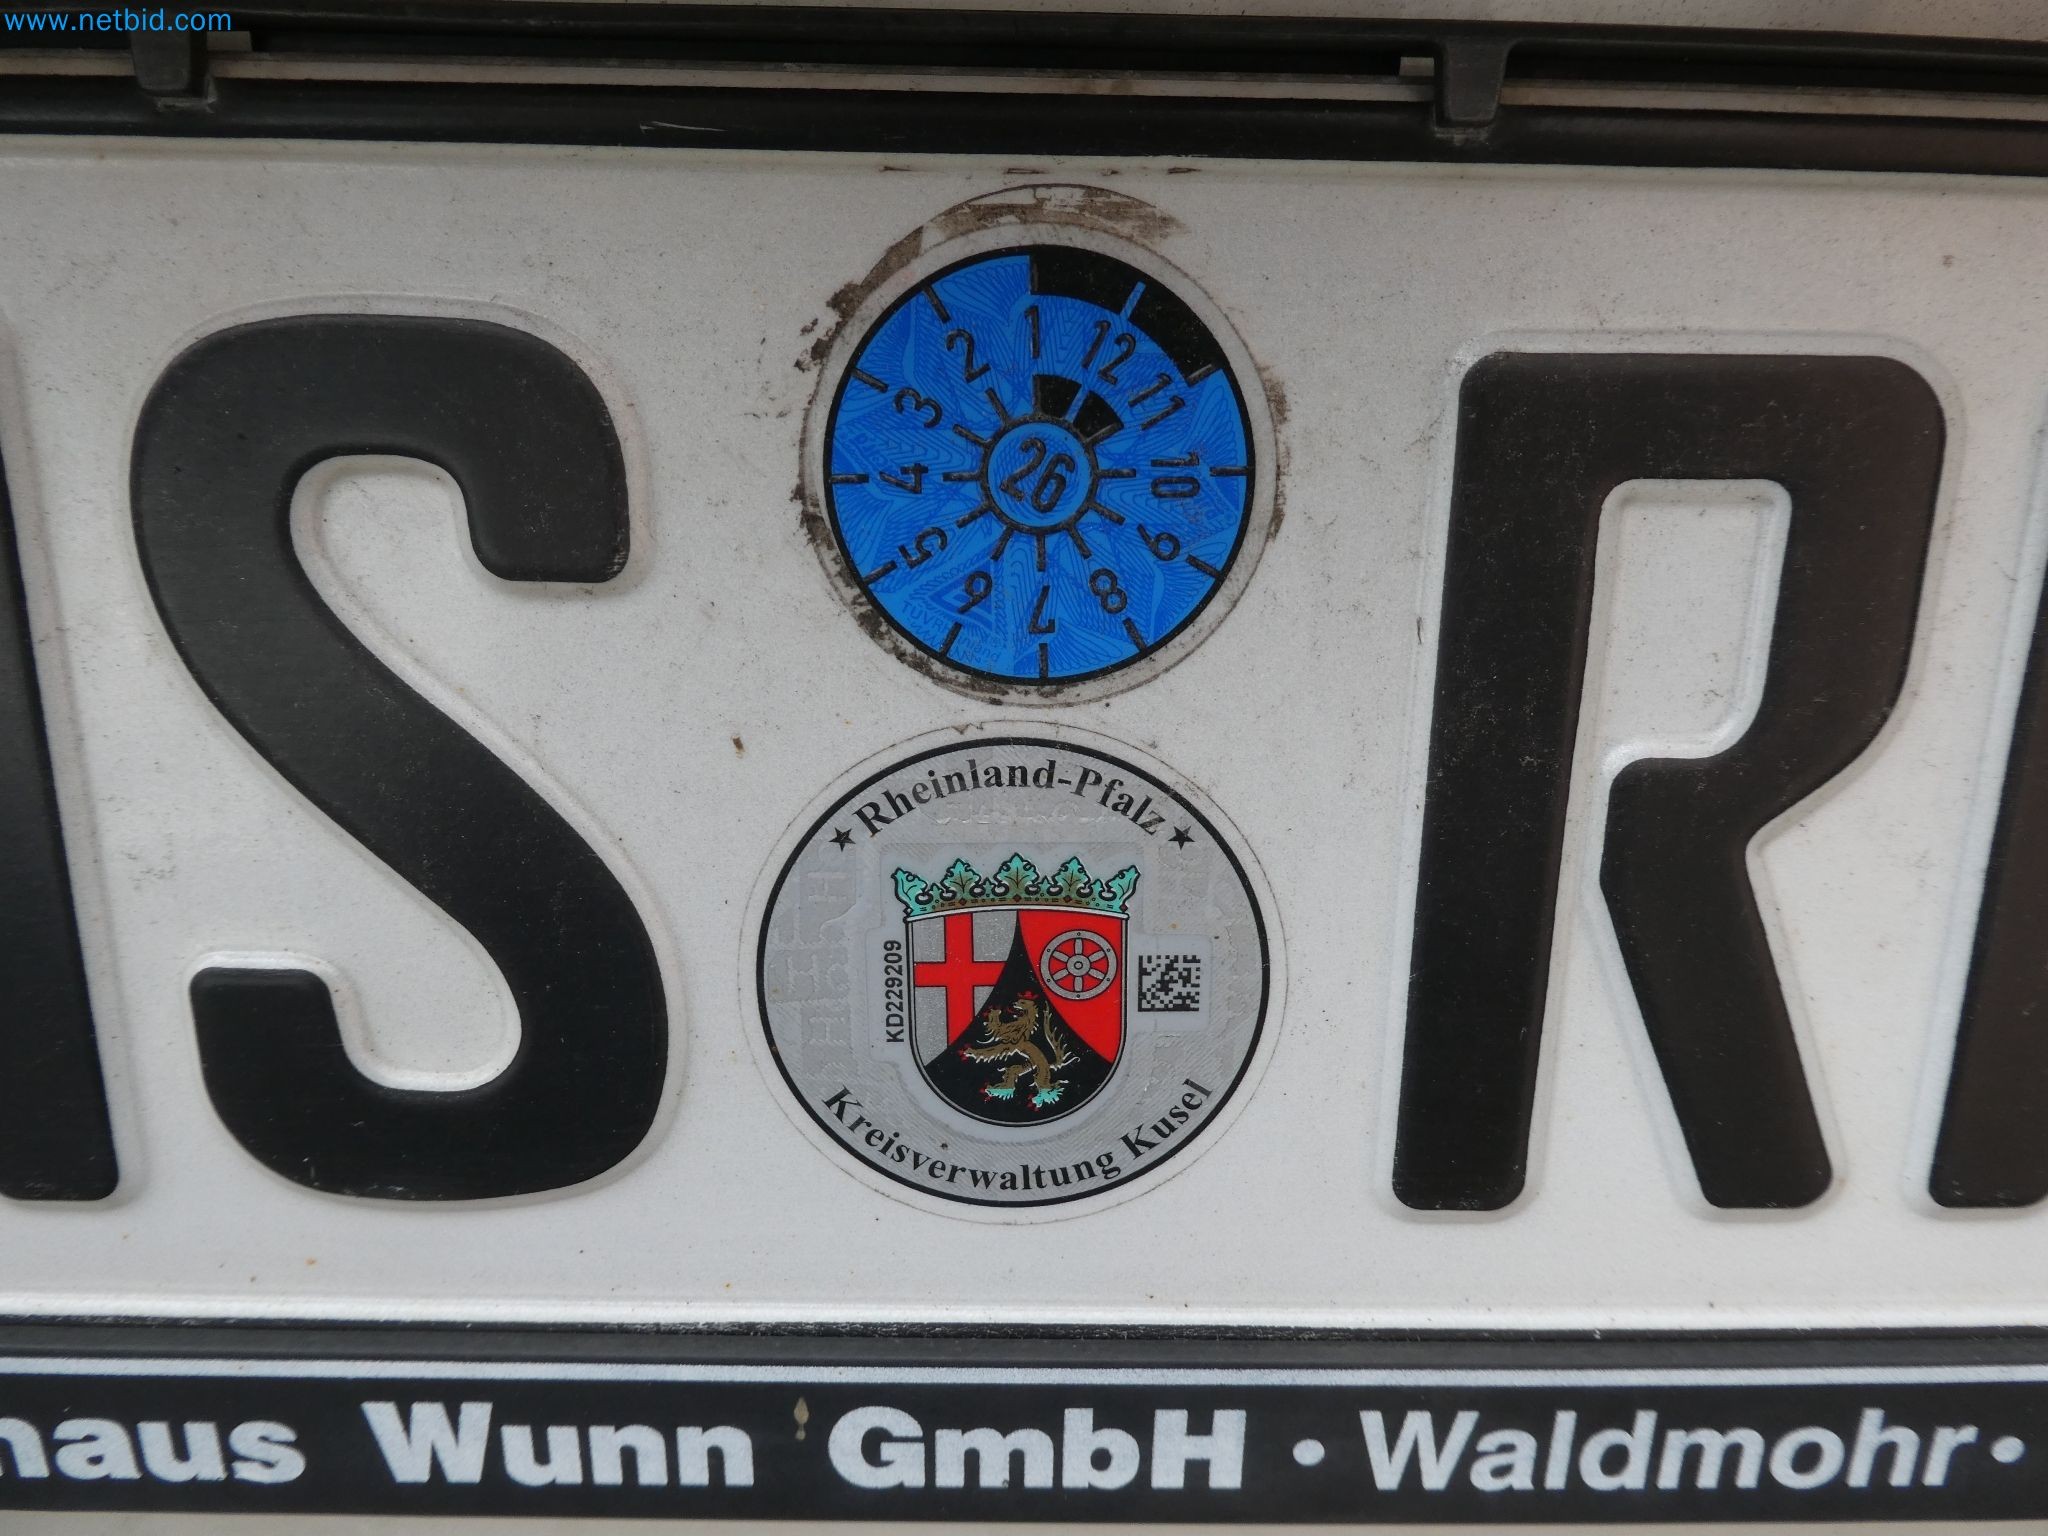 www.netbid.com
S R
1 12 11 10 9 8 7 6 5 4 3 2
26
Rheinland-Pfalz
KD229209
Kreisverwaltung Kusel
haus Wunn GmbH · Waldmohr ·